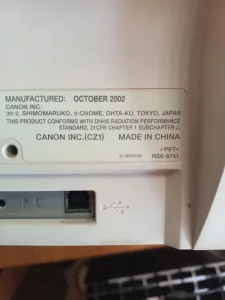 MANUFACTURED: OCTOBER 2002
CANON INC.
30-2, SHIMOMARUKO, 3-CHOME, OHTA-KU, TOKYO, JAPAN
THIS PRODUCT CONFORMS WITH DHHS RADIATION PERFORMANCE
STANDARD, 21CFR CHAPTER 1 SUBCHAPTER J.
CANON INC.(CZ1) MADE IN CHINA
>PET<
RS6-8741